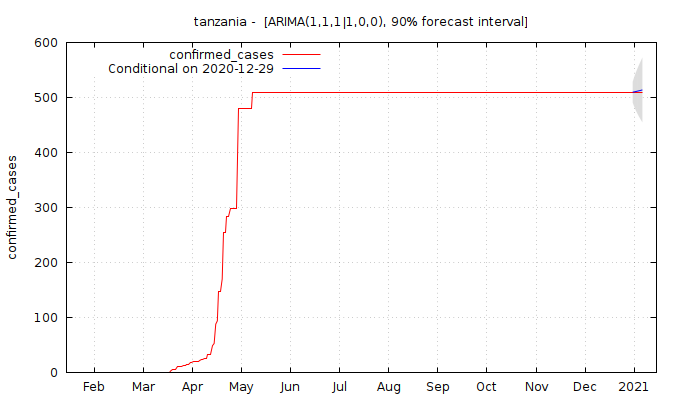 tanzania - [ARIMA(1,1,1|1,0,0), 90% forecast interval]
confirmed_cases
Conditional on 2020-12-29
confirmed_cases
600
500
400
300
200
100
0
Feb Mar Apr May Jun Jul Aug Sep Oct Nov Dec 2021